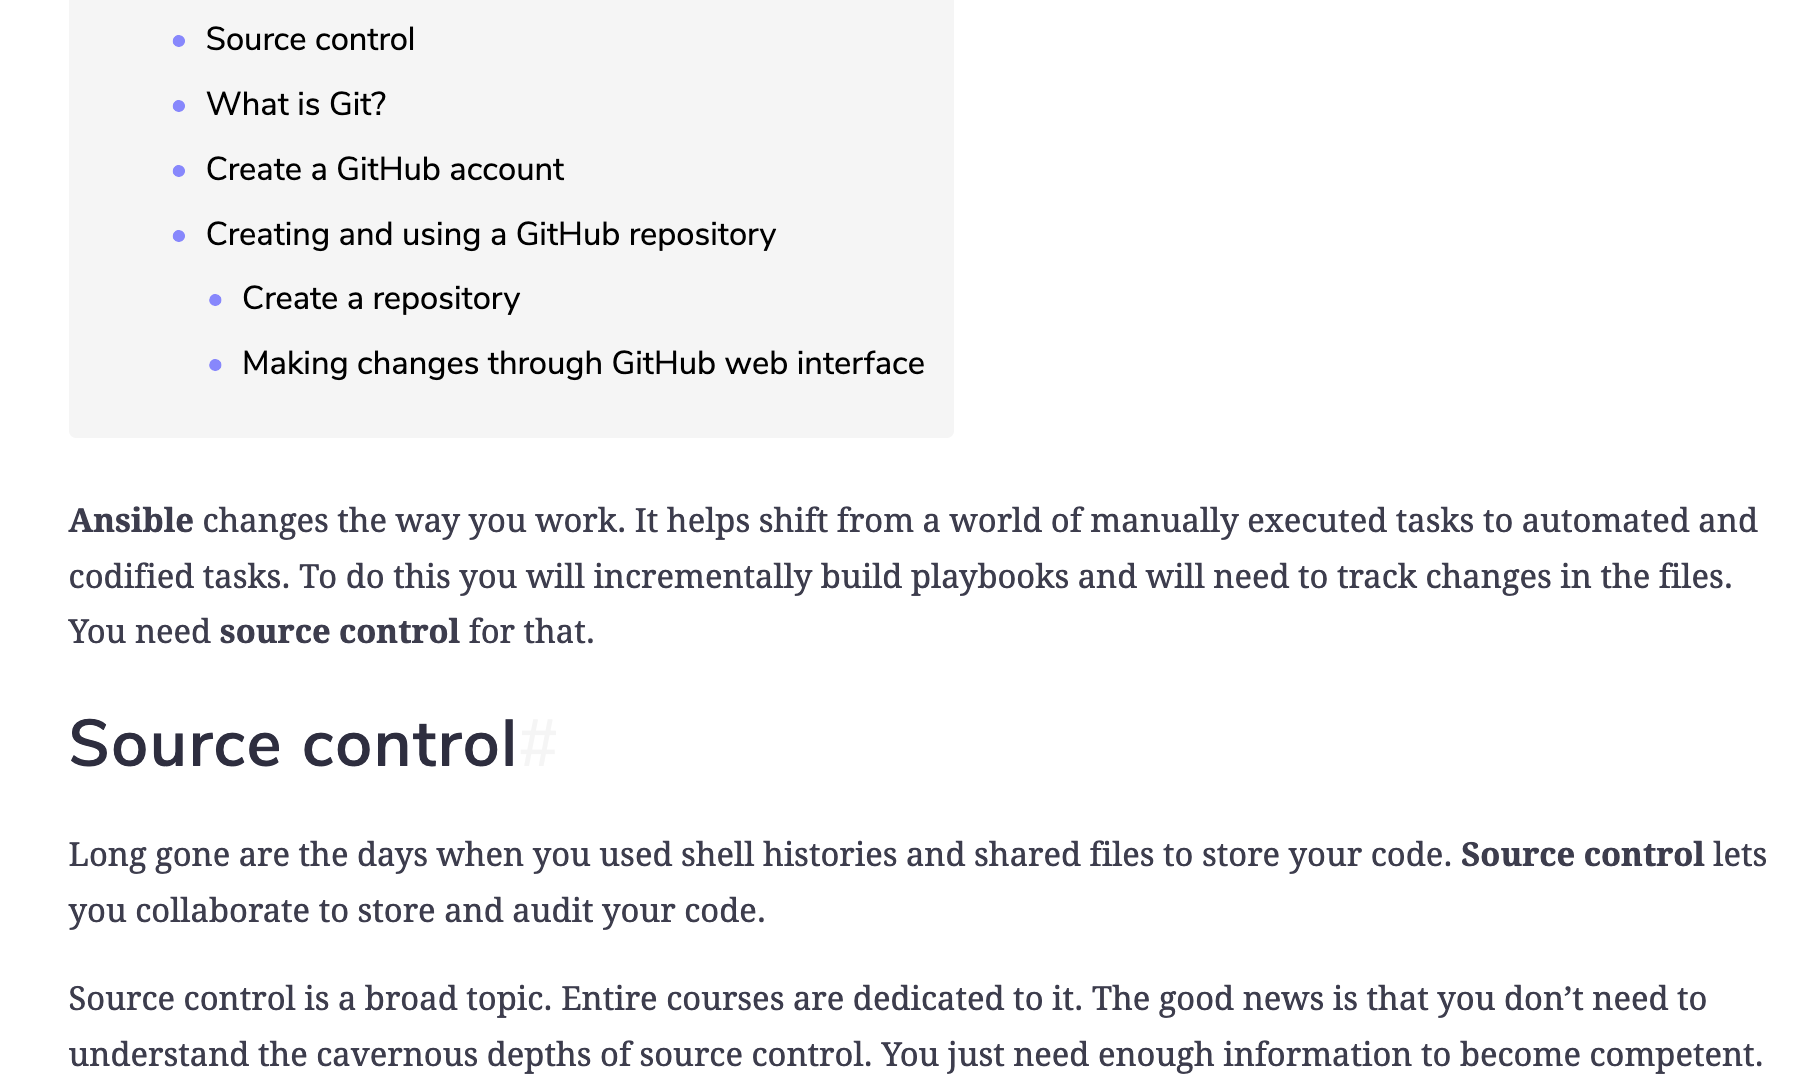 Source control
What is Git?
Create a GitHub account
Creating and using a GitHub repository
Create a repository
Making changes through GitHub web interface
Ansible changes the way you work. It helps shift from a world of manually executed tasks to automated and
codified tasks. To do this you will incrementally build playbooks and will need to track changes in the files.
You need source control for that.
Source control#
Long gone are the days when you used shell histories and shared files to store your code. Source control lets
you collaborate to store and audit your code.
Source control is a broad topic. Entire courses are dedicated to it. The good news is that you don’t need to
understand the cavernous depths of source control. You just need enough information to become competent.